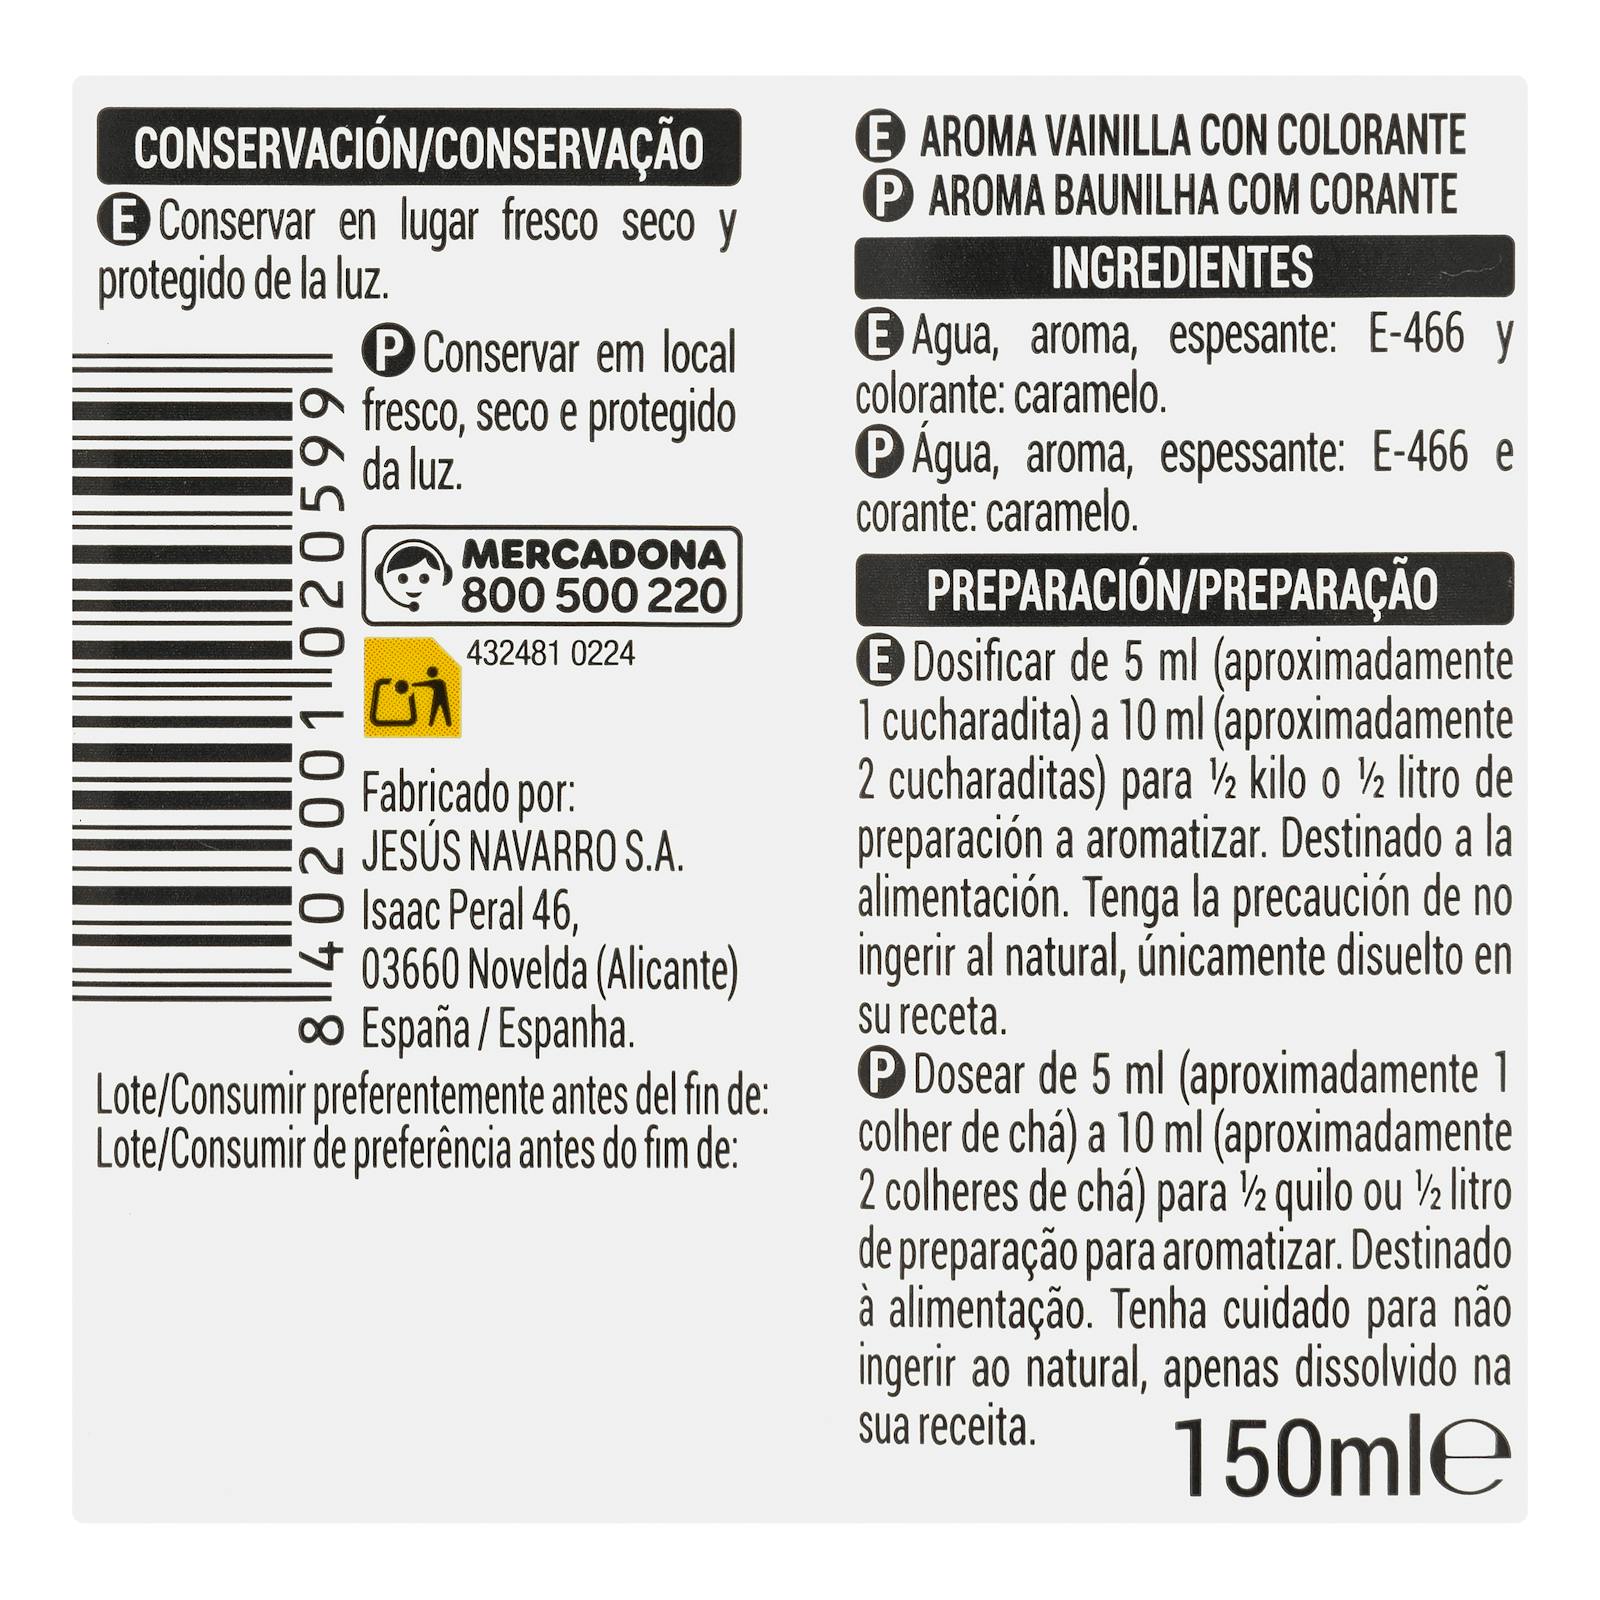 CONSERVACIÓN/CONSERVAÇÃO
E Conservar en lugar fresco seco y
protegido de la luz.
P Conservar em local
fresco, seco e protegido
da luz.
8 402001 020599
MERCADONA
800 500 220
432481 0224
Fabricado por:
JESÚS NAVARRO S.A.
Isaac Peral 46,
03660 Novelda (Alicante)
España / Espanha.
Lote/Consumir preferentemente antes del fin de:
Lote/Consumir de preferência antes do fim de:
E AROMA VAINILLA CON COLORANTE
P AROMA BAUNILHA COM CORANTE
INGREDIENTES
E Agua, aroma, espesante: E-466 y
colorante: caramelo.
P Água, aroma, espessante: E-466 e
corante: caramelo.
PREPARACIÓN/PREPARAÇÃO
E Dosificar de 5 ml (aproximadamente
1 cucharadita) a 10 ml (aproximadamente
2 cucharaditas) para ½ kilo o ½ litro de
preparación a aromatizar. Destinado a la
alimentación. Tenga la precaución de no
ingerir al natural, únicamente disuelto en
su receta.
P Dosear de 5 ml (aproximadamente 1
colher de chá) a 10 ml (aproximadamente
2 colheres de chá) para ½ quilo ou ½ litro
de preparação para aromatizar. Destinado
à alimentação. Tenha cuidado para não
ingerir ao natural, apenas dissolvido na
sua receita.
150ml℮